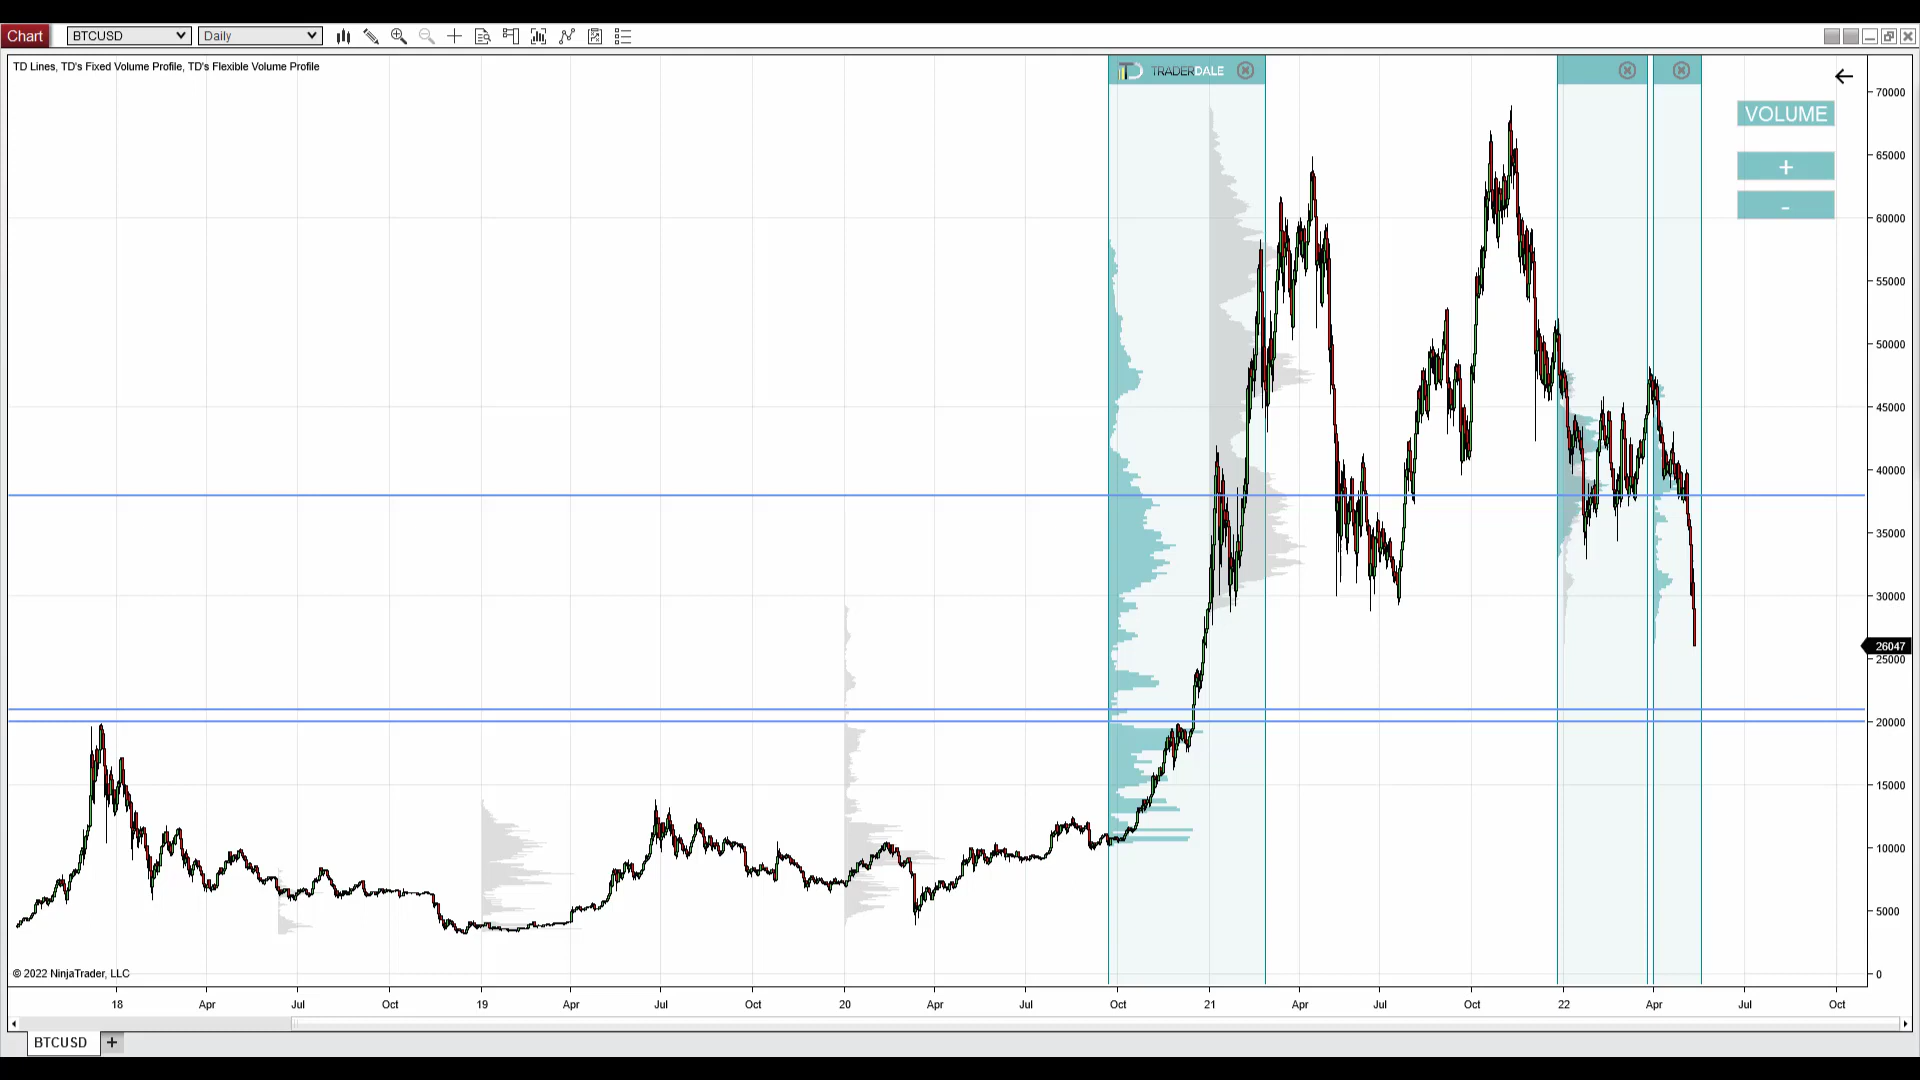 Chart BTCUSD Daily
TD Lines, TD's Fixed Volume Profile, TD's Flexible Volume Profile
TRADERDALE
VOLUME
+
-
70000
65000
60000
55000
50000
45000
40000
35000
30000
26047
25000
20000
15000
10000
5000
0
© 2022 NinjaTrader, LLC
18 Apr Jul Oct 19 Apr Jul Oct 20 Apr Jul Oct 21 Apr Jul Oct 22 Apr Jul Oct
BTCUSD +